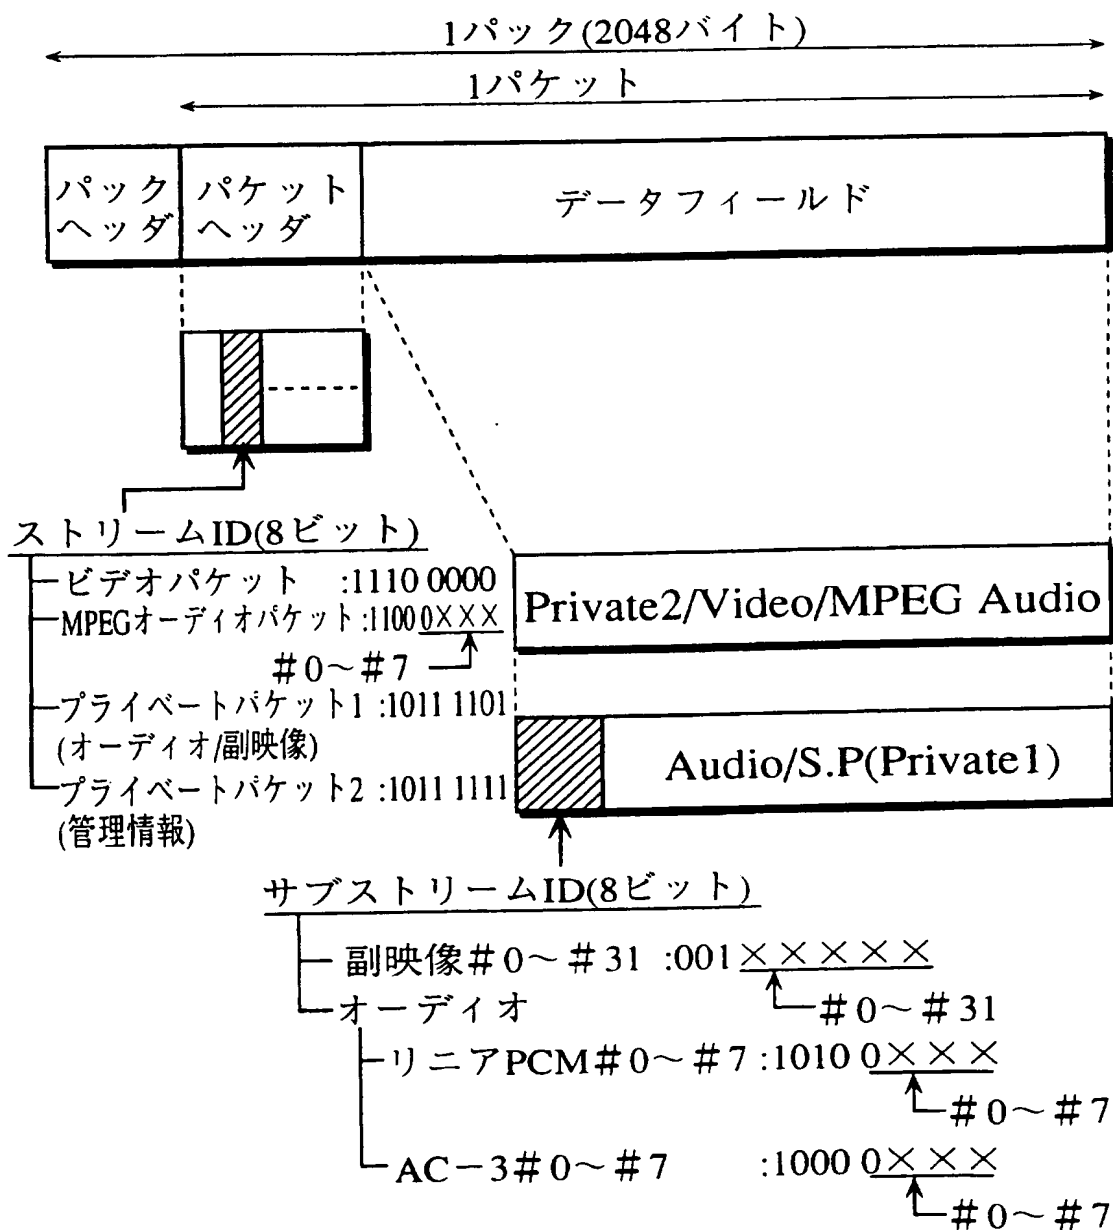 1パック(2048バイト)
1パケット
パック
ヘッダ
パケット
ヘッダ
データフィールド
ストリームID(8ビット)
ビデオパケット :1110 0000
MPEGオーディオパケット:1100 0×××
#0~#7
プライベートパケット1 :1011 1101
(オーディオ/副映像)
プライベートパケット2 :1011 1111
(管理情報)
Private2/Video/MPEG Audio
Audio/S.P(Private1)
サブストリームID(8ビット)
副映像#0~#31 :001×××××
#0~#31
オーディオ
リニアPCM#0~#7 :1010 0×××
#0~#7
AC-3#0~#7 :1000 0×××
#0~#7